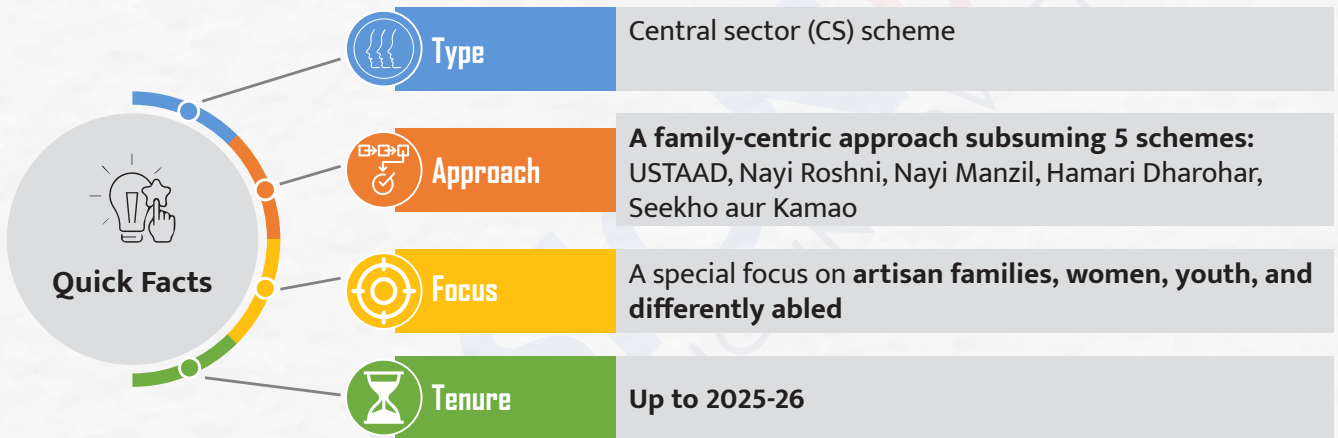 Quick Facts
Type
Central sector (CS) scheme
Approach
A family-centric approach subsuming 5 schemes:
USTAAD, Nayi Roshni, Nayi Manzil, Hamari Dharohar,
Seekho aur Kamao
Focus
A special focus on artisan families, women, youth, and
differently abled
Tenure
Up to 2025-26